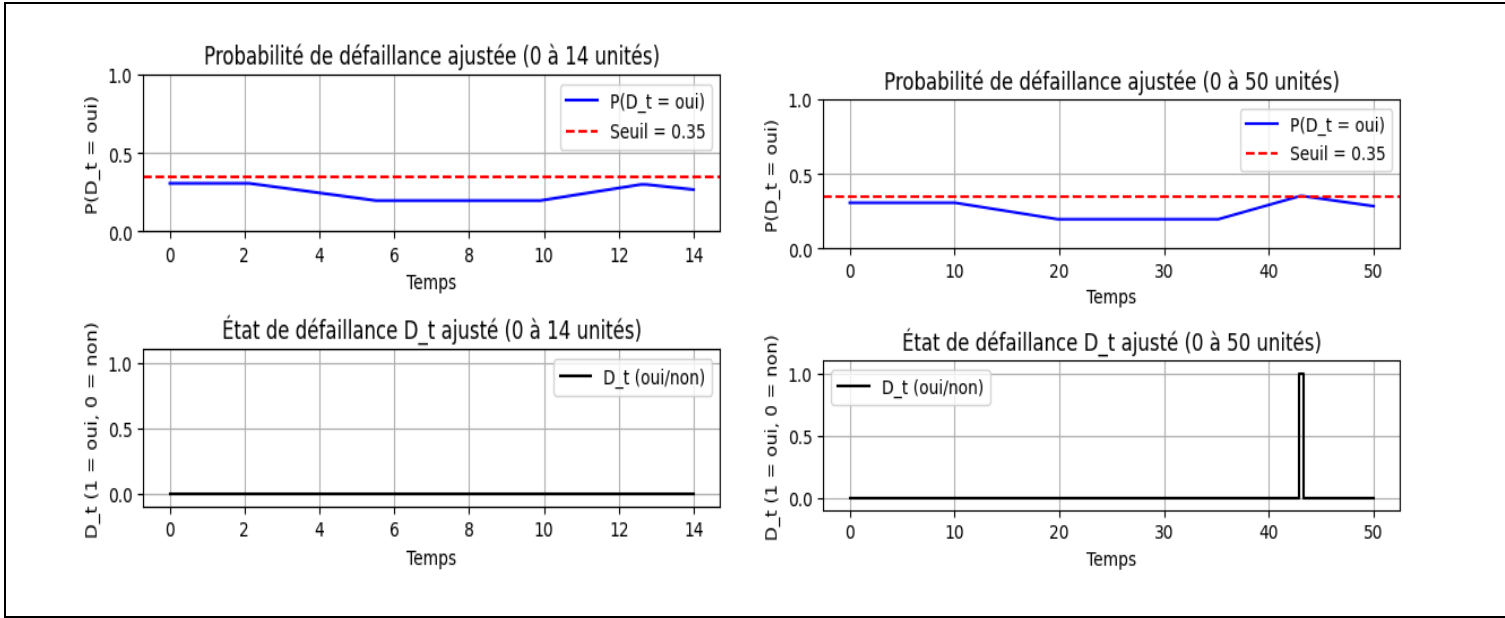 Probabilité de défaillance ajustée (0 à 14 unités)
P(D_t = oui)
1.0
0.5
0.0
P(D_t = oui)
Seuil = 0.35
0 2 4 6 8 10 12 14
Temps
Probabilité de défaillance ajustée (0 à 50 unités)
P(D_t = oui)
1.0
0.5
0.0
P(D_t = oui)
Seuil = 0.35
0 10 20 30 40 50
Temps
État de défaillance D_t ajusté (0 à 14 unités)
D_t (1 = oui, 0 = non)
1.0
0.5
0.0
D_t (oui/non)
0 2 4 6 8 10 12 14
Temps
État de défaillance D_t ajusté (0 à 50 unités)
D_t (1 = oui, 0 = non)
1.0
0.5
0.0
D_t (oui/non)
0 10 20 30 40 50
Temps